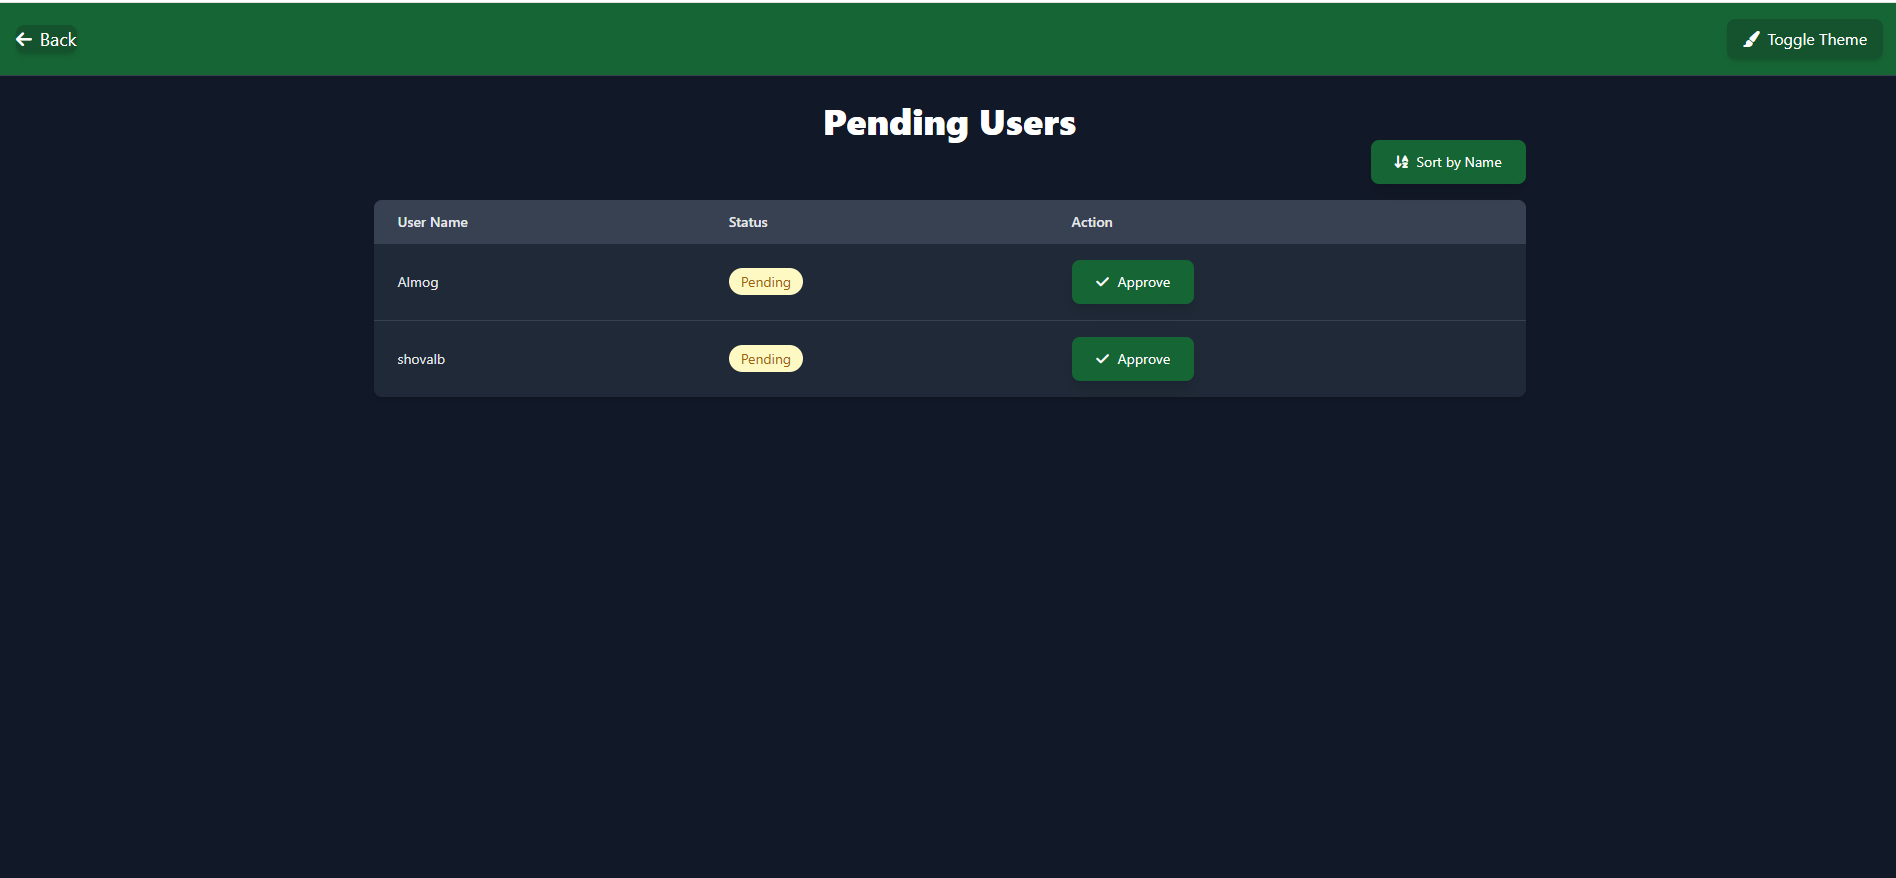 Back
Toggle Theme
Pending Users
Sort by Name
User Name Status Action
Almog Pending Approve
shovalb Pending Approve